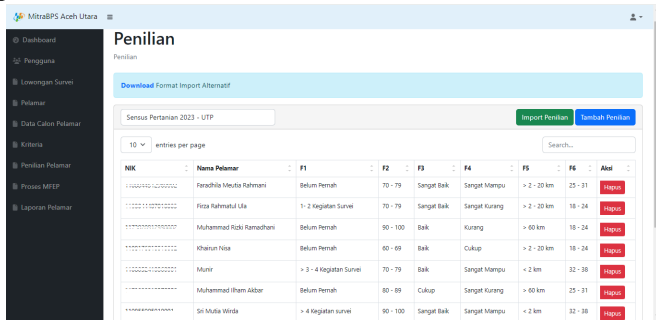 MitraBPS Aceh Utara
Dashboard
Pengguna
Lowongan Survei
Pelamar
Data Calon Pelamar
Kriteria
Penilian Pelamar
Proses MFEP
Laporan Pelamar
Penilian
Penilian
Download Format Import Alternatif
Sensus Pertanian 2023 - UTP
Import Penilian Tambah Penilian
10 entries per page Search...
NIK Nama Pelamar F1 F2 F3 F4 F5 F6 Aksi
Faradhila Meutia Rahmani Belum Pernah 70 - 79 Sangat Baik Sangat Mampu > 2 - 20 km 25 - 31 Hapus
Firza Rahmatul Ula 1- 2 Kegiatan Survei 70 - 79 Sangat Baik Sangat Kurang > 2 - 20 km 18 - 24 Hapus
Muhammad Rizki Ramadhani Belum Pernah 90 - 100 Baik Kurang > 60 km 18 - 24 Hapus
Khairun Nisa Belum Pernah 60 - 69 Baik Cukup > 2 - 20 km 18 - 24 Hapus
Munir > 3 - 4 Kegiatan Survei 70 - 79 Baik Sangat Mampu < 2 km 32 - 38 Hapus
Muhammad Ilham Akbar Belum Pernah 80 - 89 Cukup Sangat Kurang > 60 km 25 - 31 Hapus
Sri Mutia Wirda > 4 Kegiatan survei 90 - 100 Sangat Baik Sangat Mampu < 2 km 32 - 38 Hapus